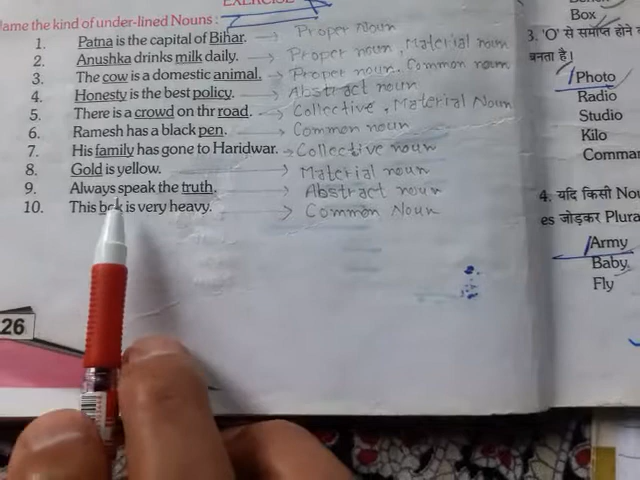 EXERCISE
ame the kind of under-lined Nouns :
1. Patna is the capital of Bihar. → Proper Noun
2. Anushka drinks milk daily. → Proper noun, Material noun
3. The cow is a domestic animal. → Proper noun. Common noun
4. Honesty is the best policy. → Abstract noun
5. There is a crowd on thr road. → Collective, Material Noun
6. Ramesh has a black pen. → Common noun
7. His family has gone to Haridwar. → Collective noun
8. Gold is yellow. → Material noun
9. Always speak the truth. → Abstract noun
10. This is very heavy. → Common Noun
26
Box
3. 'O' से समाप्त होने
बनता है।
Photo
Radio
Studio
Kilo
Comma
4. यदि किसी Nou
es जोड़कर Plura
Army
Baby
Fly